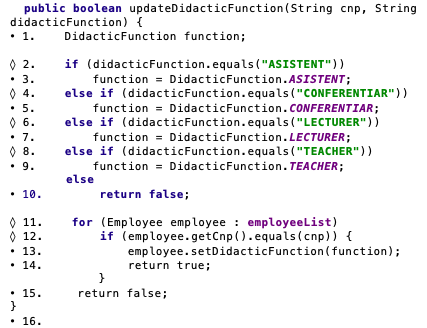 public boolean updateDidacticFunction(String cnp, String
didacticFunction) {
• 1. DidacticFunction function;
◊ 2. if (didacticFunction.equals("ASISTENT"))
• 3. function = DidacticFunction.ASISTENT;
◊ 4. else if (didacticFunction.equals("CONFERENTIAR"))
• 5. function = DidacticFunction.CONFERENTIAR;
◊ 6. else if (didacticFunction.equals("LECTURER"))
• 7. function = DidacticFunction.LECTURER;
◊ 8. else if (didacticFunction.equals("TEACHER"))
• 9. function = DidacticFunction.TEACHER;
else
• 10. return false;
◊ 11. for (Employee employee : employeeList)
◊ 12. if (employee.getCnp().equals(cnp)) {
• 13. employee.setDidacticFunction(function);
• 14. return true;
}
• 15. return false;
}
• 16.